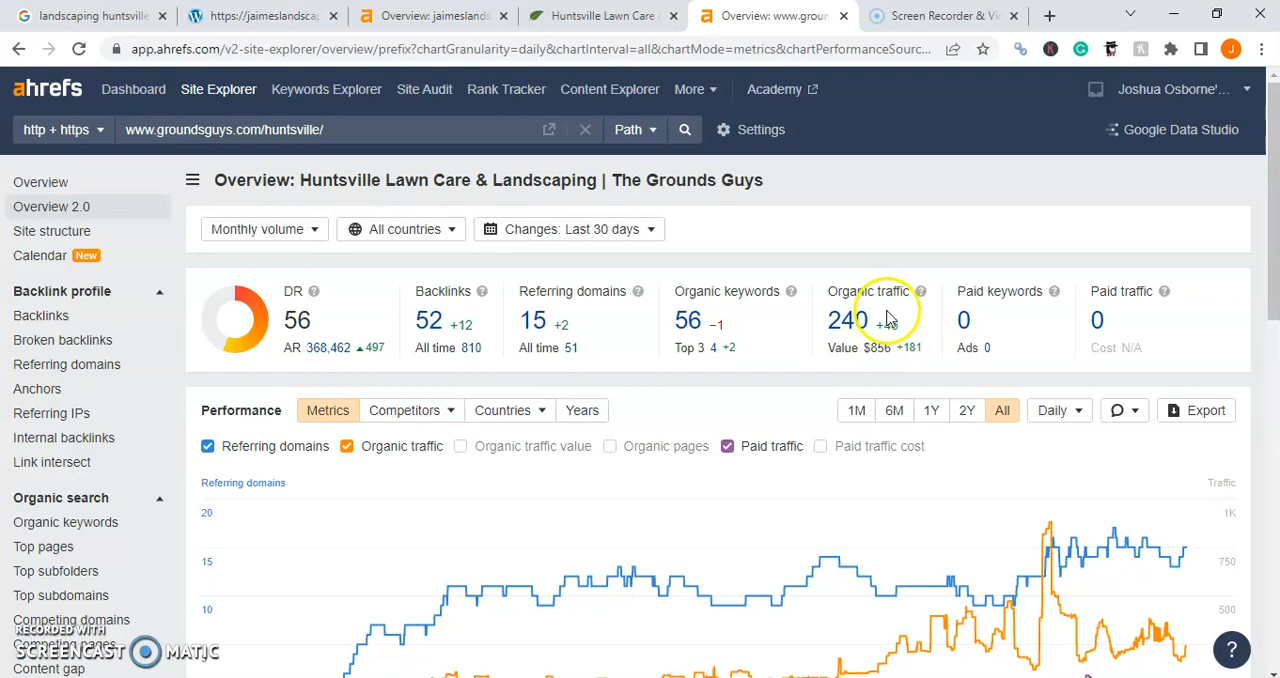 landscaping huntsville
https://jaimeslandscap
Overview: jaimeslands
Huntsville Lawn Care &
Overview: www.groun
Screen Recorder & Vi
app.ahrefs.com/v2-site-explorer/overview/prefix?chartGranularity=daily&chartInterval=all&chartMode=metrics&chartPerformanceSourc...
J
ahrefs
Dashboard
Site Explorer
Keywords Explorer
Site Audit
Rank Tracker
Content Explorer
More
Academy
Joshua Osborne'...
http + https
www.groundsguys.com/huntsville/
Path
Settings
Google Data Studio
Overview
Overview 2.0
Site structure
Calendar New
Backlink profile
Backlinks
Broken backlinks
Referring domains
Anchors
Referring IPs
Internal backlinks
Link intersect
Organic search
Organic keywords
Top pages
Top subfolders
Top subdomains
Competing domains
Content gap
RECORDED WITH
SCREENCAST MATIC
Overview: Huntsville Lawn Care & Landscaping | The Grounds Guys
Monthly volume
All countries
Changes: Last 30 days
DR ?
56
AR 368,462 ▲497
Backlinks ?
52 +12
All time 810
Referring domains ?
15 +2
All time 51
Organic keywords ?
56 −1
Top 3 4 +2
Organic traffic ?
240
Value $856 +181
Paid keywords ?
0
Ads 0
Paid traffic ?
0
Cost N/A
Performance
Metrics
Competitors
Countries
Years
1M
6M
1Y
2Y
All
Daily
Export
Referring domains
Organic traffic
Organic traffic value
Organic pages
Paid traffic
Paid traffic cost
Referring domains
Traffic
20
1K
15
750
10
500
?